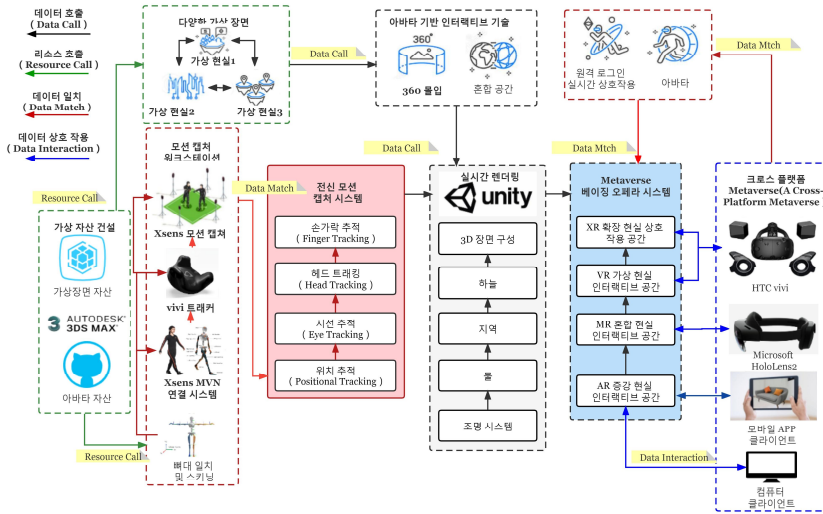 데이터 호출
( Data Call )
리소스 호출
( Resource Call )
데이터 일치
( Data Match )
데이터 상호 작용
( Data Interaction )
다양한 가상 장면
가상 현실1
가상 현실2
가상 현실3
Data Call
아바타 기반 인터랙티브 기술
360°
360 몰입
혼합 공간
원격 로그인
실시간 상호작용
아바타
Data Mtch
Resource Call
가상 자산 건설
가상장면 자산
3 AUTODESK®
3DS MAX®
아바타 자산
Resource Call
모션 캡처
워크스테이션
Xsens 모션 캡쳐
vivi 트래커
Xsens MVN
연결 시스템
뼈대 일치
및 스키닝
Data Match
전신 모션
캡처 시스템
손가락 추적
( Finger Tracking )
헤드 트래킹
( Head Tracking )
시선 추적
( Eye Tracking )
위치 추적
( Positional Tracking )
Data Call
실시간 렌더링
unity
3D 장면 구성
하늘
지역
물
조명 시스템
Data Mtch
Metaverse
베이징 오페라 시스템
XR 확장 현실 상호
작용 공간
VR 가상 현실
인터랙티브 공간
MR 혼합 현실
인터랙티브 공간
AR 증강 현실
인터랙티브 공간
Data Interaction
크로스 플랫폼
Metaverse(A Cross-
Platform Metaverse )
HTC vivi
Microsoft
HoloLens2
모바일 APP
클라이언트
컴퓨터
클라이언트